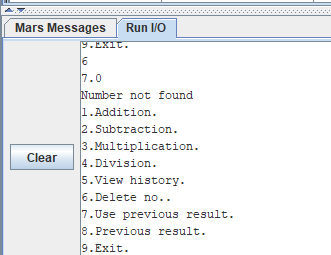 Mars Messages
Run I/O
9.Exit.
6
7.0
Number not found
1.Addition.
2.Subtraction.
3.Multiplication.
4.Division.
5.View history.
6.Delete no..
7.Use previous result.
8.Previous result.
9.Exit.
Clear